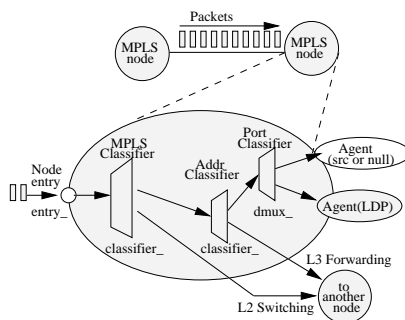 Packets
MPLS
node
MPLS
node
Port
Classifier
MPLS
Classifier
Addr
Classifier
Agent
(src or null)
Node
entry
entry_
dmux_
Agent(LDP)
classifier_
classifier_
L3 Forwarding
L2 Switching
to
another
node